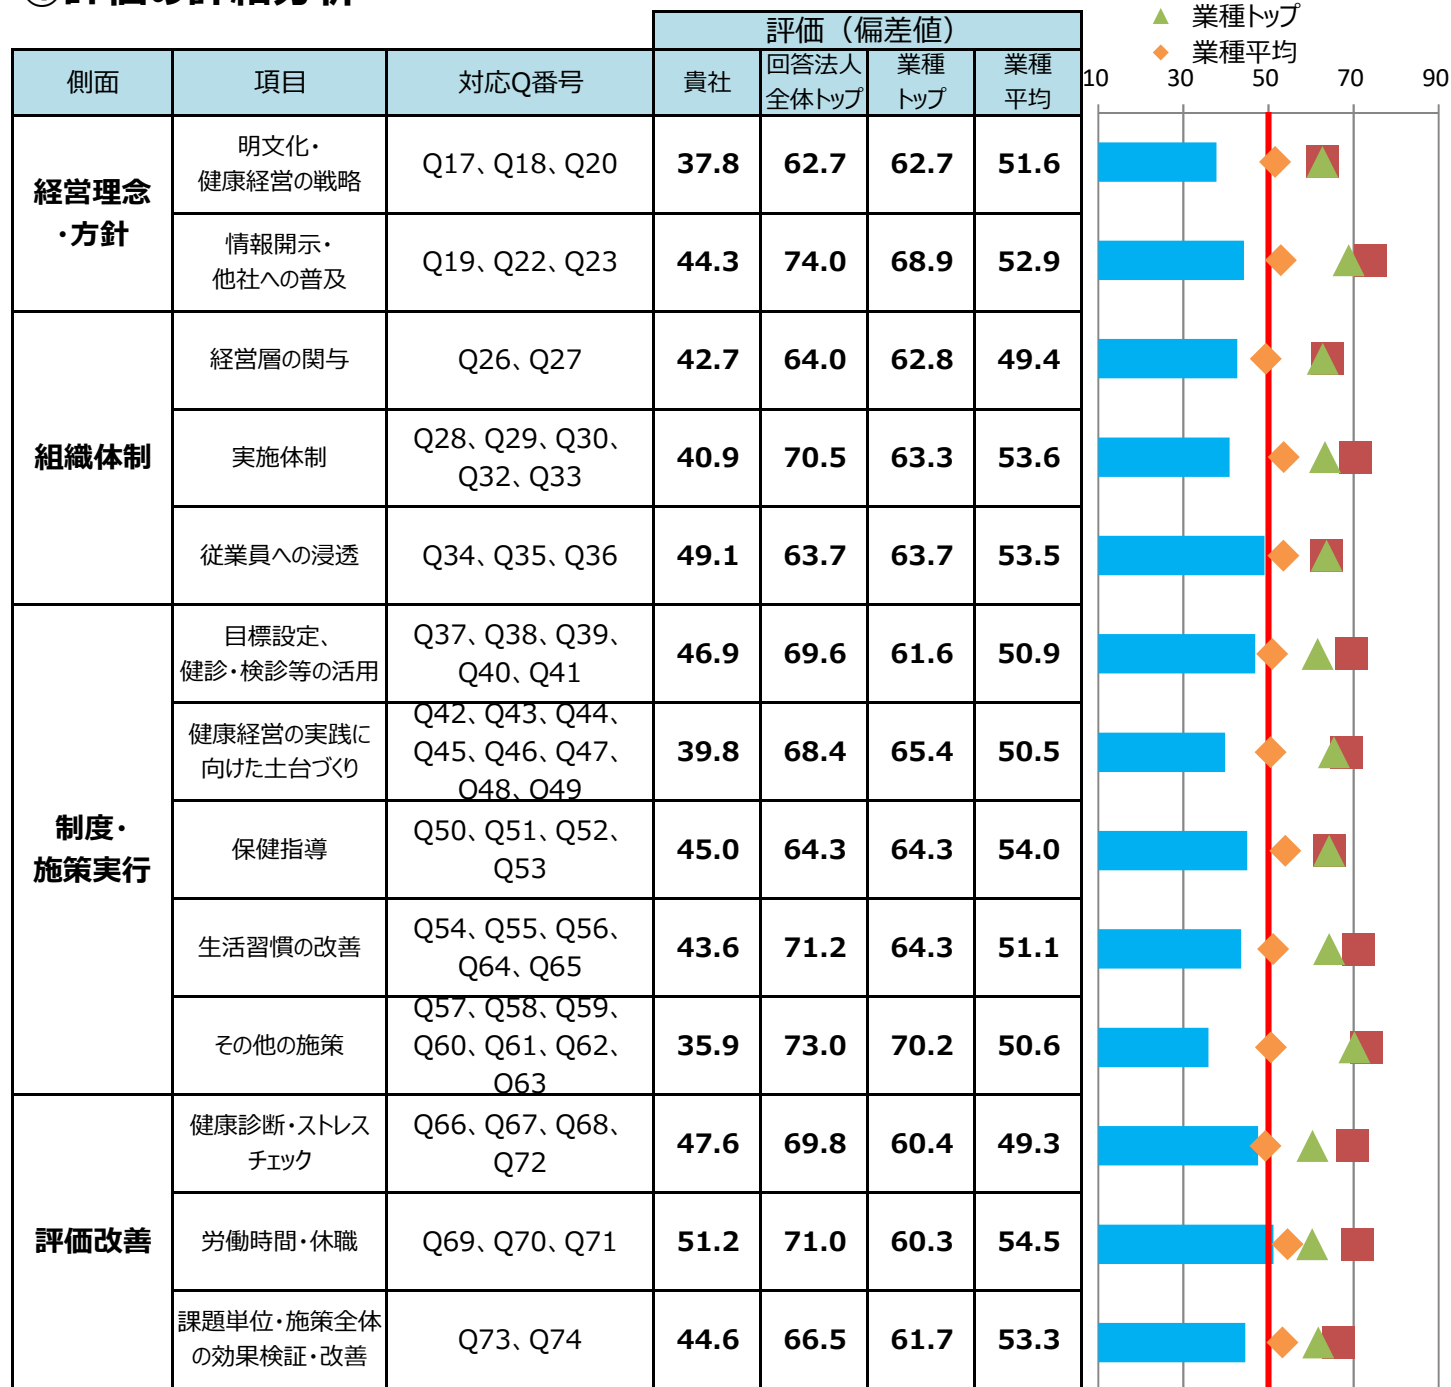 評価(偏差値)
▲ 業種トップ
◆ 業種平均
側面 項目 対応Q番号 貴社 回答法人 全体トップ 業種 トップ 業種 平均
10 30 50 70 90
経営理念
・方針
明文化・
健康経営の戦略
Q17、Q18、Q20 37.8 62.7 62.7 51.6
情報開示・
他社への普及
Q19、Q22、Q23 44.3 74.0 68.9 52.9
組織体制
経営層の関与 Q26、Q27 42.7 64.0 62.8 49.4
実施体制
Q28、Q29、Q30、
Q32、Q33
40.9 70.5 63.3 53.6
従業員への浸透 Q34、Q35、Q36 49.1 63.7 63.7 53.5
制度・
施策実行
目標設定、
健診・検診等の活用
Q37、Q38、Q39、
Q40、Q41
46.9 69.6 61.6 50.9
健康経営の実践に
向けた土台づくり
Q42、Q43、Q44、
Q45、Q46、Q47、
Q48、Q49
39.8 68.4 65.4 50.5
保健指導
Q50、Q51、Q52、
Q53
45.0 64.3 64.3 54.0
生活習慣の改善
Q54、Q55、Q56、
Q64、Q65
43.6 71.2 64.3 51.1
その他の施策
Q57、Q58、Q59、
Q60、Q61、Q62、
Q63
35.9 73.0 70.2 50.6
評価改善
健康診断・ストレス
チェック
Q66、Q67、Q68、
Q72
47.6 69.8 60.4 49.3
労働時間・休職 Q69、Q70、Q71 51.2 71.0 60.3 54.5
課題単位・施策全体
の効果検証・改善
Q73、Q74 44.6 66.5 61.7 53.3